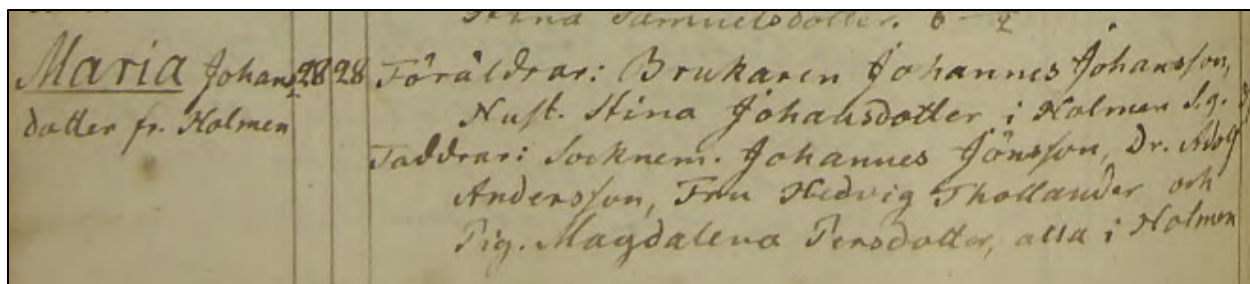 Stina Samuelsdotter. 6 -
Maria Johans 28 28 Föräldrar: Brukaren Johannes Johansson,
dotter fr. Holmen Hust. Stina Johansdotter i Holmen S.g.
Faddrar: Socknem. Johannes Jönsson, Dr. Adolf
Andersson, Fru Hedvig Thollander och
Pig. Magdalena Persdotter, alla i Holmen